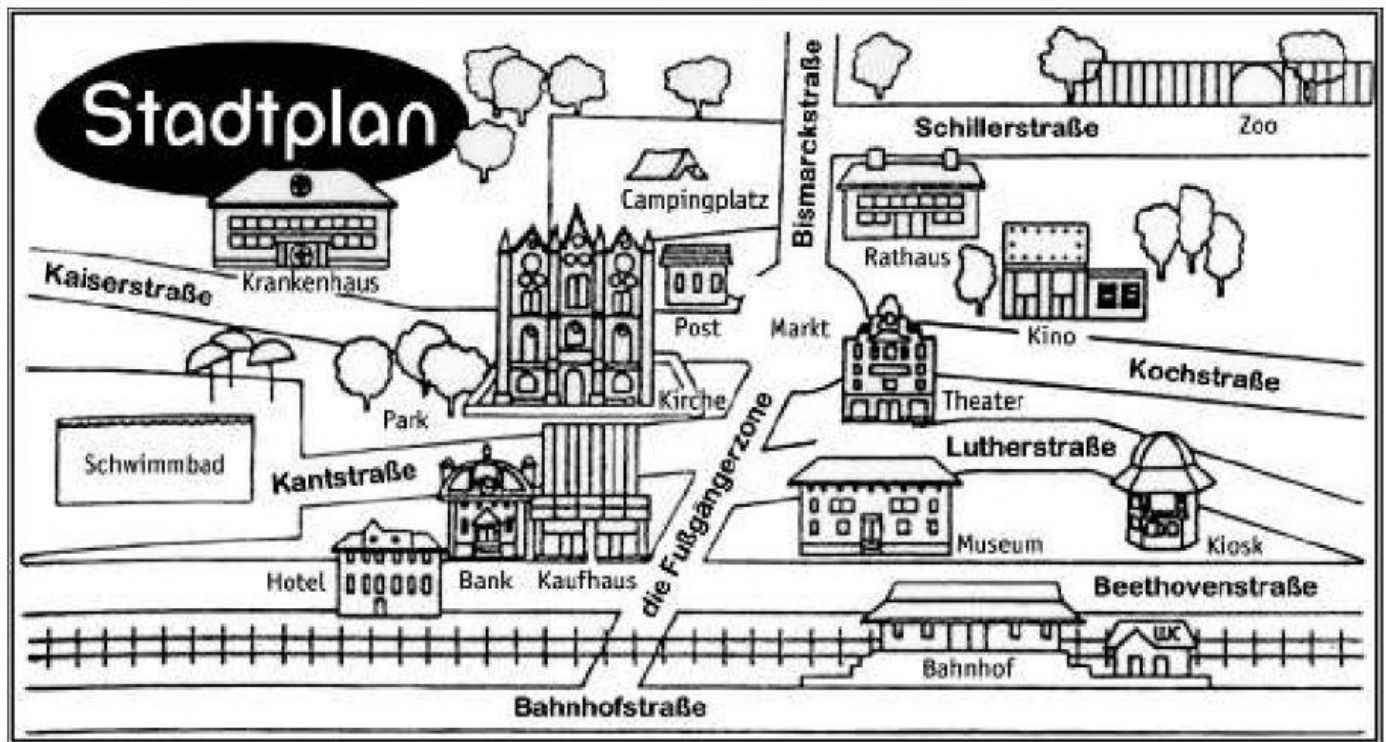 Stadtplan
Bismarckstraße
Schillerstraße
Zoo
Campingplatz
Rathaus
Kaiserstraße
Krankenhaus
Post
Markt
Kino
Kochstraße
Kirche
Theater
Park
Schwimmbad
Kantstraße
die Fußgängerzone
Lutherstraße
Museum
Kiosk
Hotel
Bank
Kaufhaus
Beethovenstraße
WC
Bahnhof
Bahnhofstraße